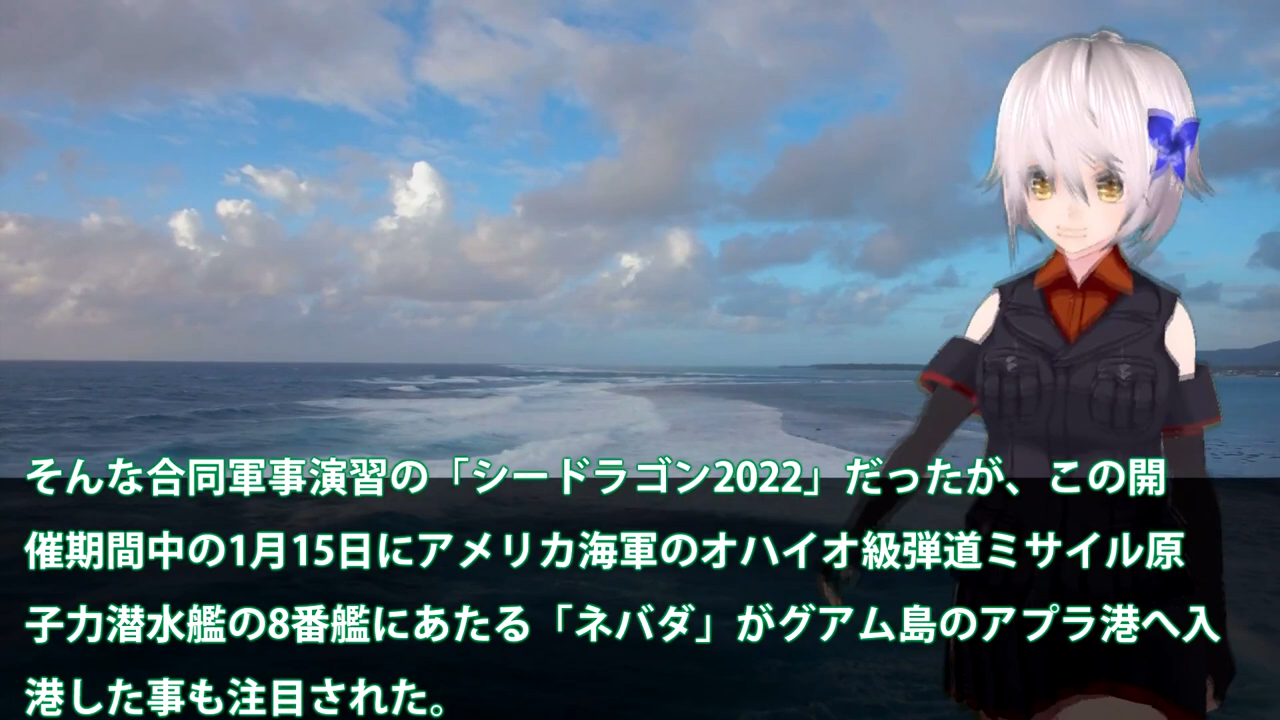 そんな合同軍事演習の「シードラゴン2022」だったが、この開
催期間中の1月15日にアメリカ海軍のオハイオ級弾道ミサイル原
子力潜水艦の8番艦にあたる「ネバダ」がグアム島のアプラ港へ入
港した事も注目された。